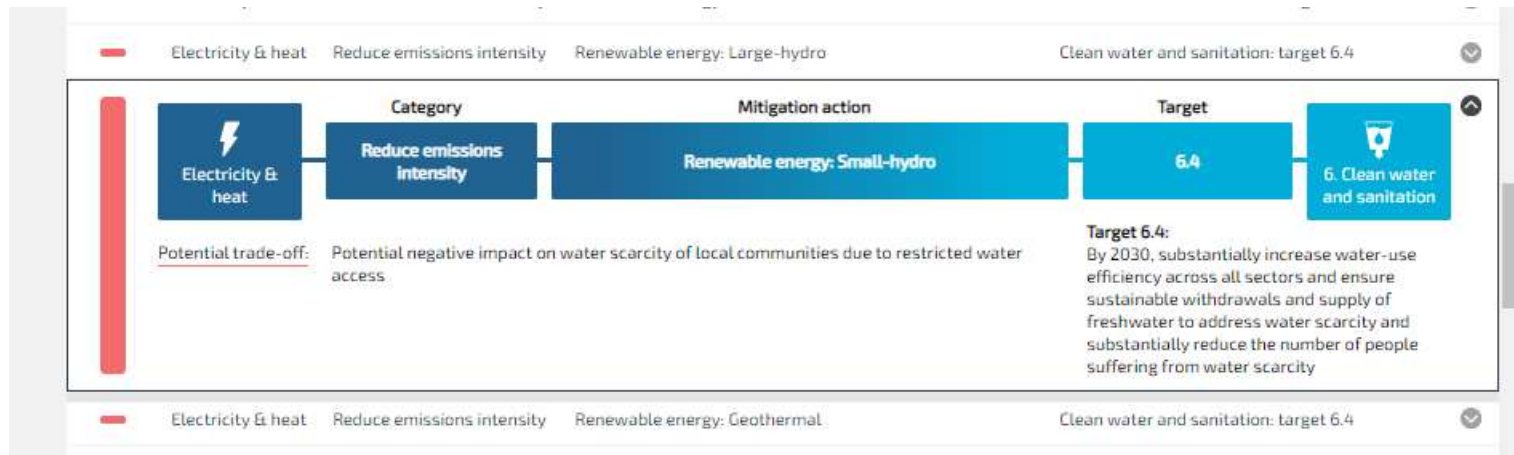 Electricity & heat Reduce emissions intensity Renewable energy: Large-hydro Clean water and sanitation: target 6.4
Category Mitigation action Target
Electricity &
heat
Reduce emissions
intensity
Renewable energy: Small-hydro
6.4
6. Clean water
and sanitation
Potential trade-off:
Potential negative impact on water scarcity of local communities due to restricted water
access
Target 6.4:
By 2030, substantially increase water-use
efficiency across all sectors and ensure
sustainable withdrawals and supply of
freshwater to address water scarcity and
substantially reduce the number of people
suffering from water scarcity
Electricity & heat Reduce emissions intensity Renewable energy: Geothermal Clean water and sanitation: target 6.4